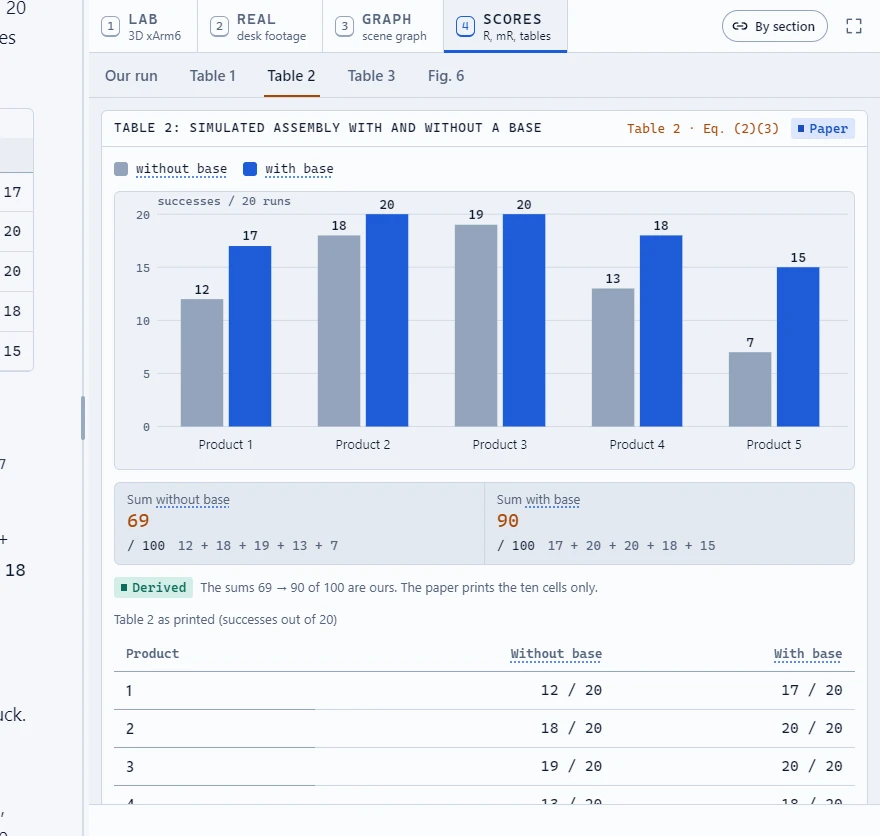 20
es
17
20
20
18
15
7
+
18
uck.
,
1 LAB
3D xArm6
2 REAL
desk footage
3 GRAPH
scene graph
4 SCORES
R, mR, tables
By section
Our run Table 1 Table 2 Table 3 Fig. 6
TABLE 2: SIMULATED ASSEMBLY WITH AND WITHOUT A BASE Table 2 · Eq. (2)(3) Paper
without base with base
successes / 20 runs
20
15
10
5
0
12 17 18 20 19 20 13 18 7 15
Product 1 Product 2 Product 3 Product 4 Product 5
Sum without base
69
/ 100 12 + 18 + 19 + 13 + 7
Sum with base
90
/ 100 17 + 20 + 20 + 18 + 15
Derived The sums 69 → 90 of 100 are ours. The paper prints the ten cells only.
Table 2 as printed (successes out of 20)
Product Without base With base
1 12 / 20 17 / 20
2 18 / 20 20 / 20
3 19 / 20 20 / 20
4 13 / 20 18 / 20